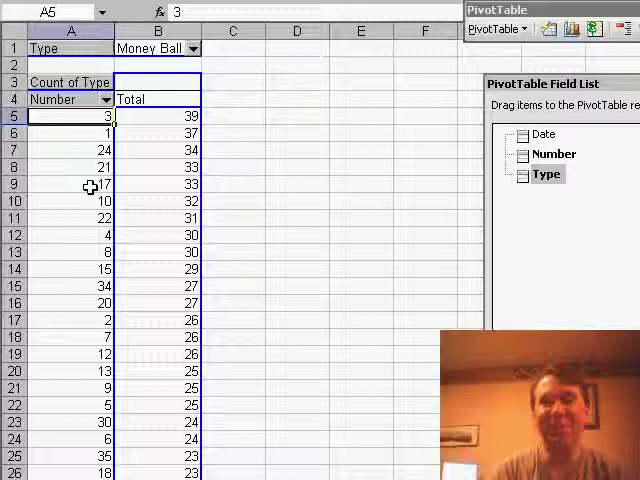 A5 fx 3
PivotTable
PivotTable
A B C D E F
1 Type Money Ball
2
3 Count of Type
4 Number Total
5 3 39
6 1 37
7 24 34
8 21 33
9 17 33
10 10 32
11 22 31
12 4 30
13 8 30
14 15 29
15 34 27
16 20 27
17 2 26
18 7 26
19 12 26
20 13 25
21 9 25
22 5 25
23 30 24
24 6 24
25 35 23
26 18 23
PivotTable Field List
Drag items to the PivotTable re
Date
Number
Type